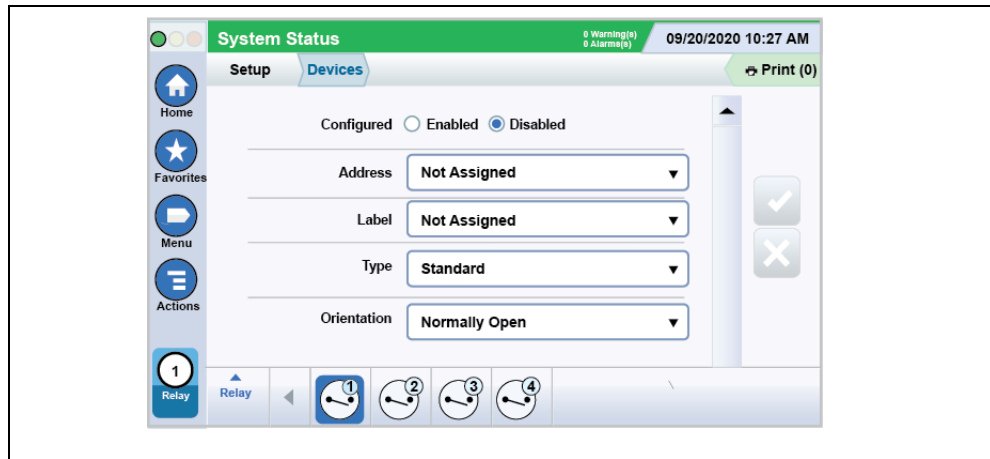 System Status
0 Warning(s)
0 Alarms(s)
09/20/2020 10:27 AM
Setup
Devices
Print (0)
Home
Favorites
Menu
Actions
1
Relay
Configured Enabled Disabled
Address Not Assigned
Label Not Assigned
Type Standard
Orientation Normally Open
Relay
1
2
3
4